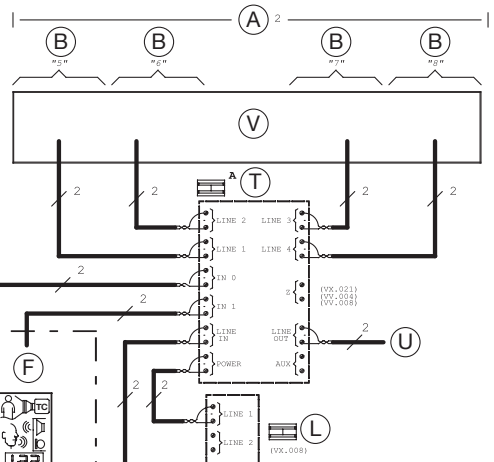 A 2
B B B B
"5" "6" "7" "8"
V
A T
2 2 2 2
LINE 2 LINE 3
LINE 1 LINE 4
2 IN 0
Z (VX.021)
(VV.004)
(VV.008)
2 IN 1
LINE IN LINE OUT 2 U
F
POWER AUX
2 2
TC
LINE 1
L
LINE 2 (VX.008)